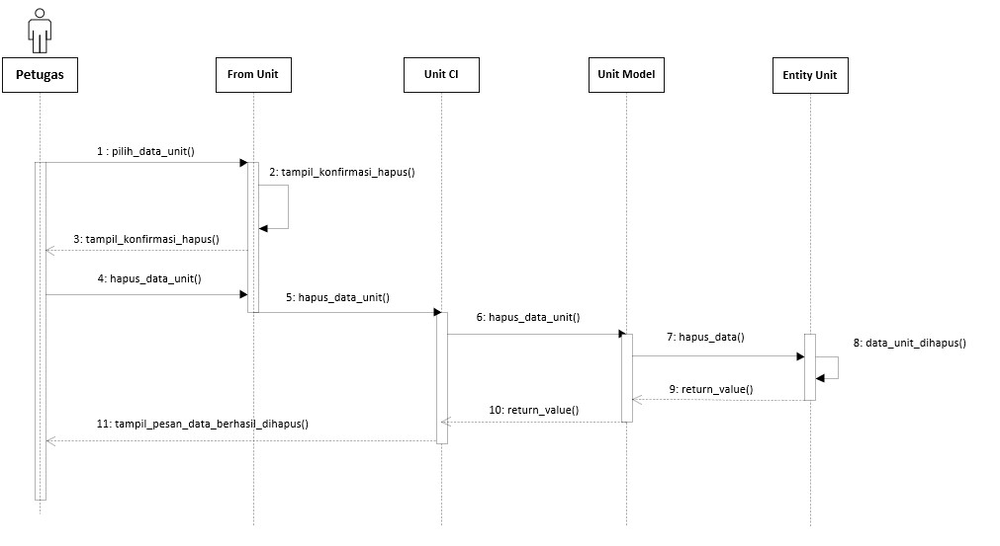 Petugas
From Unit
Unit CI
Unit Model
Entity Unit
1 : pilih_data_unit()
2: tampil_konfirmasi_hapus()
3: tampil_konfirmasi_hapus()
4: hapus_data_unit()
5: hapus_data_unit()
6: hapus_data_unit()
7: hapus_data()
8: data_unit_dihapus()
9: return_value()
10: return_value()
11: tampil_pesan_data_berhasil_dihapus()